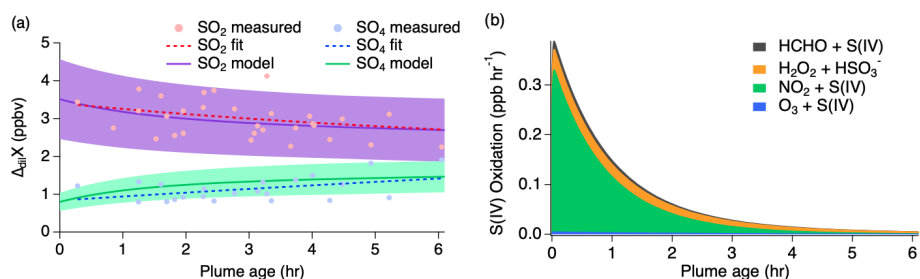 (a)
SO₂ measured
SO₂ fit
SO₂ model
SO₄ measured
SO₄ fit
SO₄ model
5
4
3
2
1
0
Δ_dil X (ppbv)
0 1 2 3 4 5 6
Plume age (hr)
(b)
HCHO + S(IV)
H₂O₂ + HSO₃⁻
NO₂ + S(IV)
O₃ + S(IV)
0.3
0.2
0.1
0.0
S(IV) Oxidation (ppb hr⁻¹)
0 1 2 3 4 5 6
Plume age (hr)